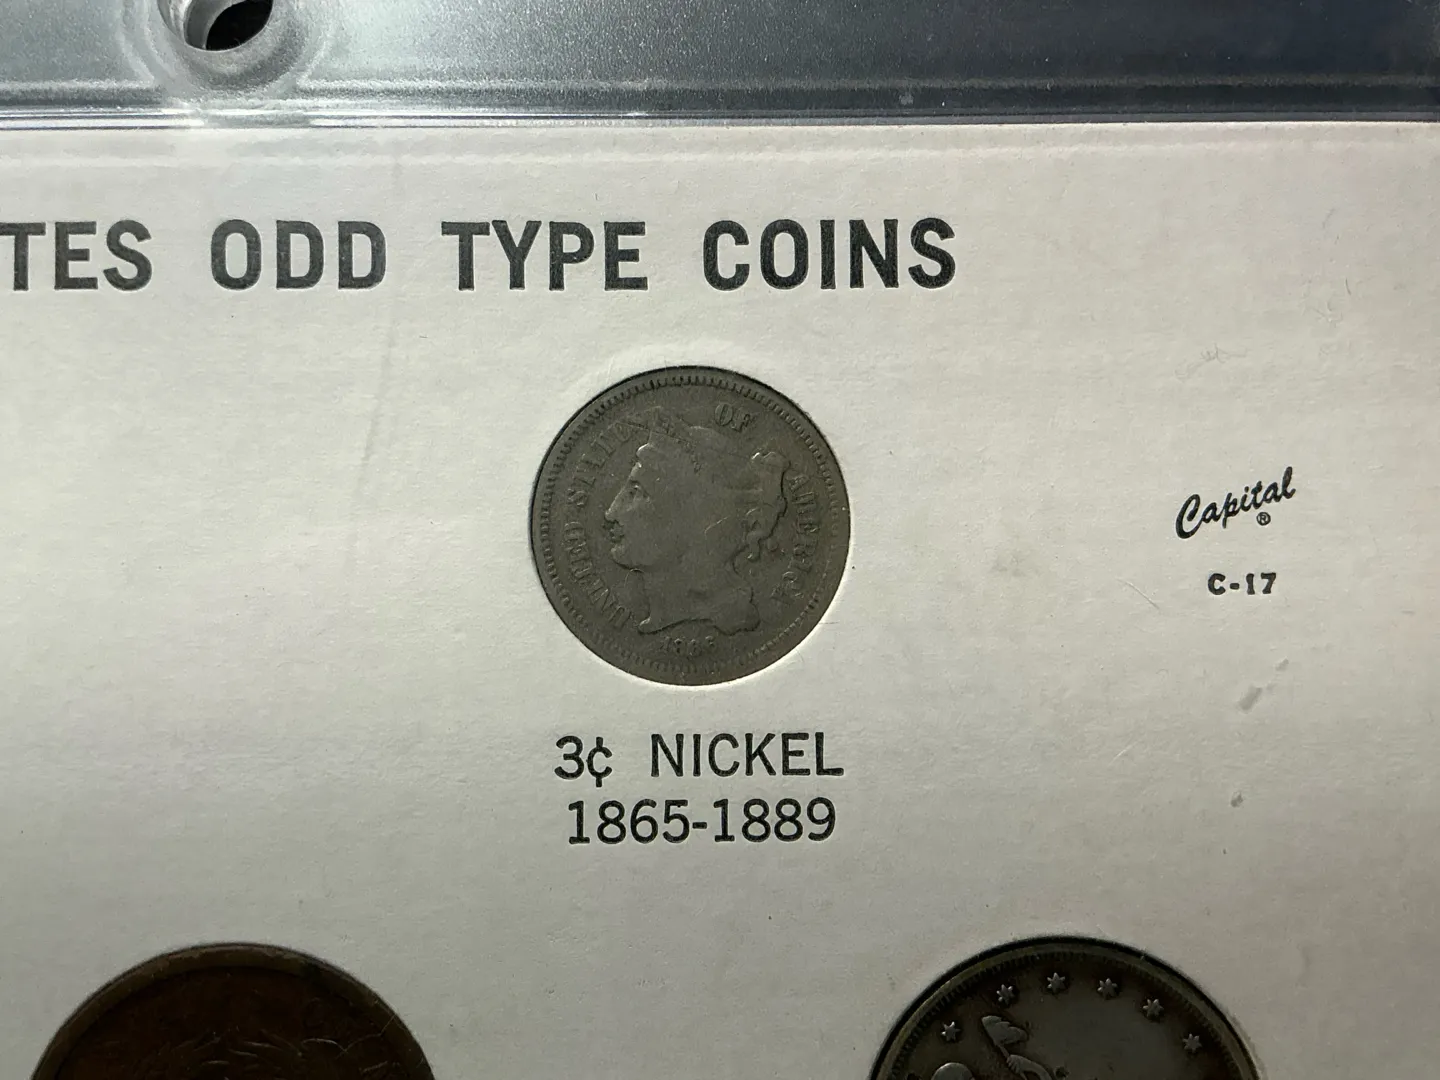 TES ODD TYPE COINS
UNITED STATES OF AMERICA
Capital
®
C-17
3¢ NICKEL
1865-1889